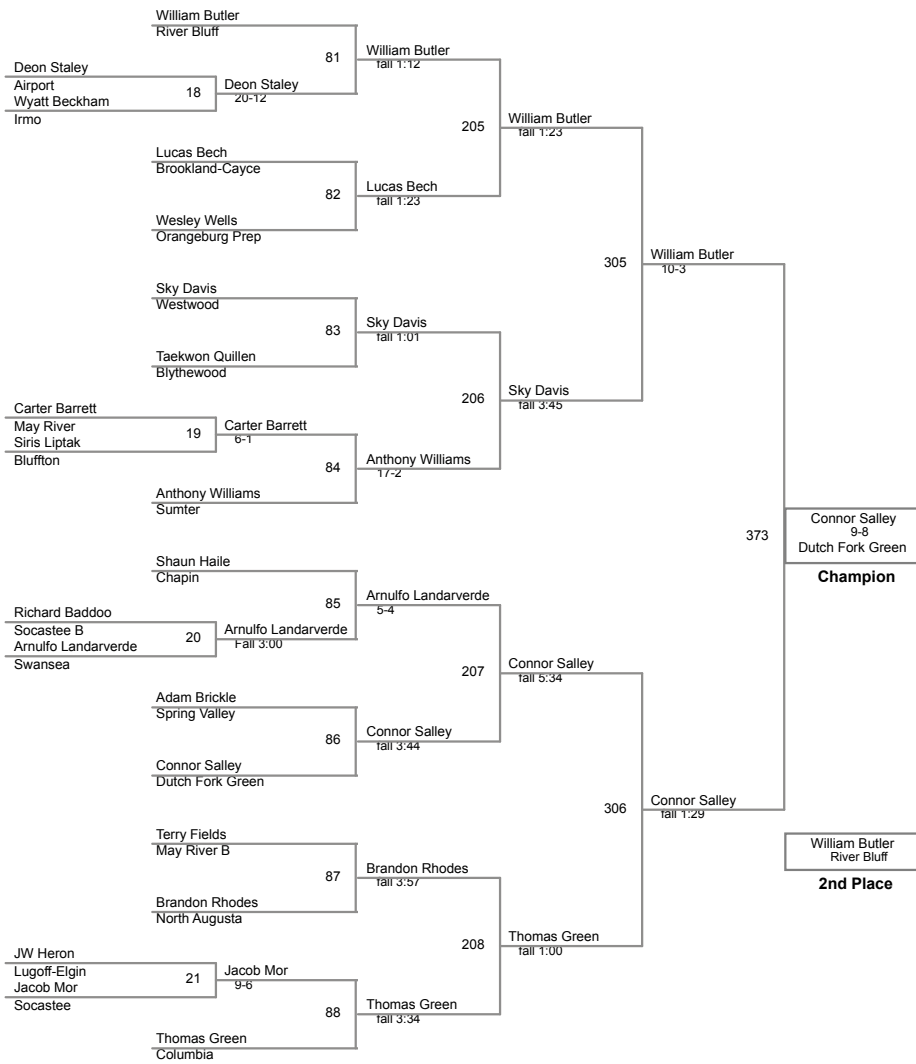 William Butler
River Bluff
81
William Butler
fall 1:12
Deon Staley
Airport
18
Deon Staley
20-12
Wyatt Beckham
Irmo
205
William Butler
fall 1:23
Lucas Bech
Brookland-Cayce
82
Lucas Bech
fall 1:23
Wesley Wells
Orangeburg Prep
305
William Butler
10-3
Sky Davis
Westwood
83
Sky Davis
fall 1:01
Taekwon Quillen
Blythewood
206
Sky Davis
fall 3:45
Carter Barrett
May River
19
Carter Barrett
6-1
Siris Liptak
Bluffton
84
Anthony Williams
17-2
Anthony Williams
Sumter
373
Connor Salley
9-8
Dutch Fork Green
Champion
Shaun Haile
Chapin
85
Arnulfo Landarverde
5-4
Richard Baddoo
Socastee B
20
Arnulfo Landarverde
Fall 3:00
Arnulfo Landarverde
Swansea
207
Connor Salley
fall 5:34
Adam Brickle
Spring Valley
86
Connor Salley
fall 3:44
Connor Salley
Dutch Fork Green
306
Connor Salley
fall 1:29
Terry Fields
May River B
87
Brandon Rhodes
fall 3:57
Brandon Rhodes
North Augusta
William Butler
River Bluff
2nd Place
208
Thomas Green
fall 1:00
JW Heron
Lugoff-Elgin
21
Jacob Mor
9-6
Jacob Mor
Socastee
88
Thomas Green
fall 3:34
Thomas Green
Columbia